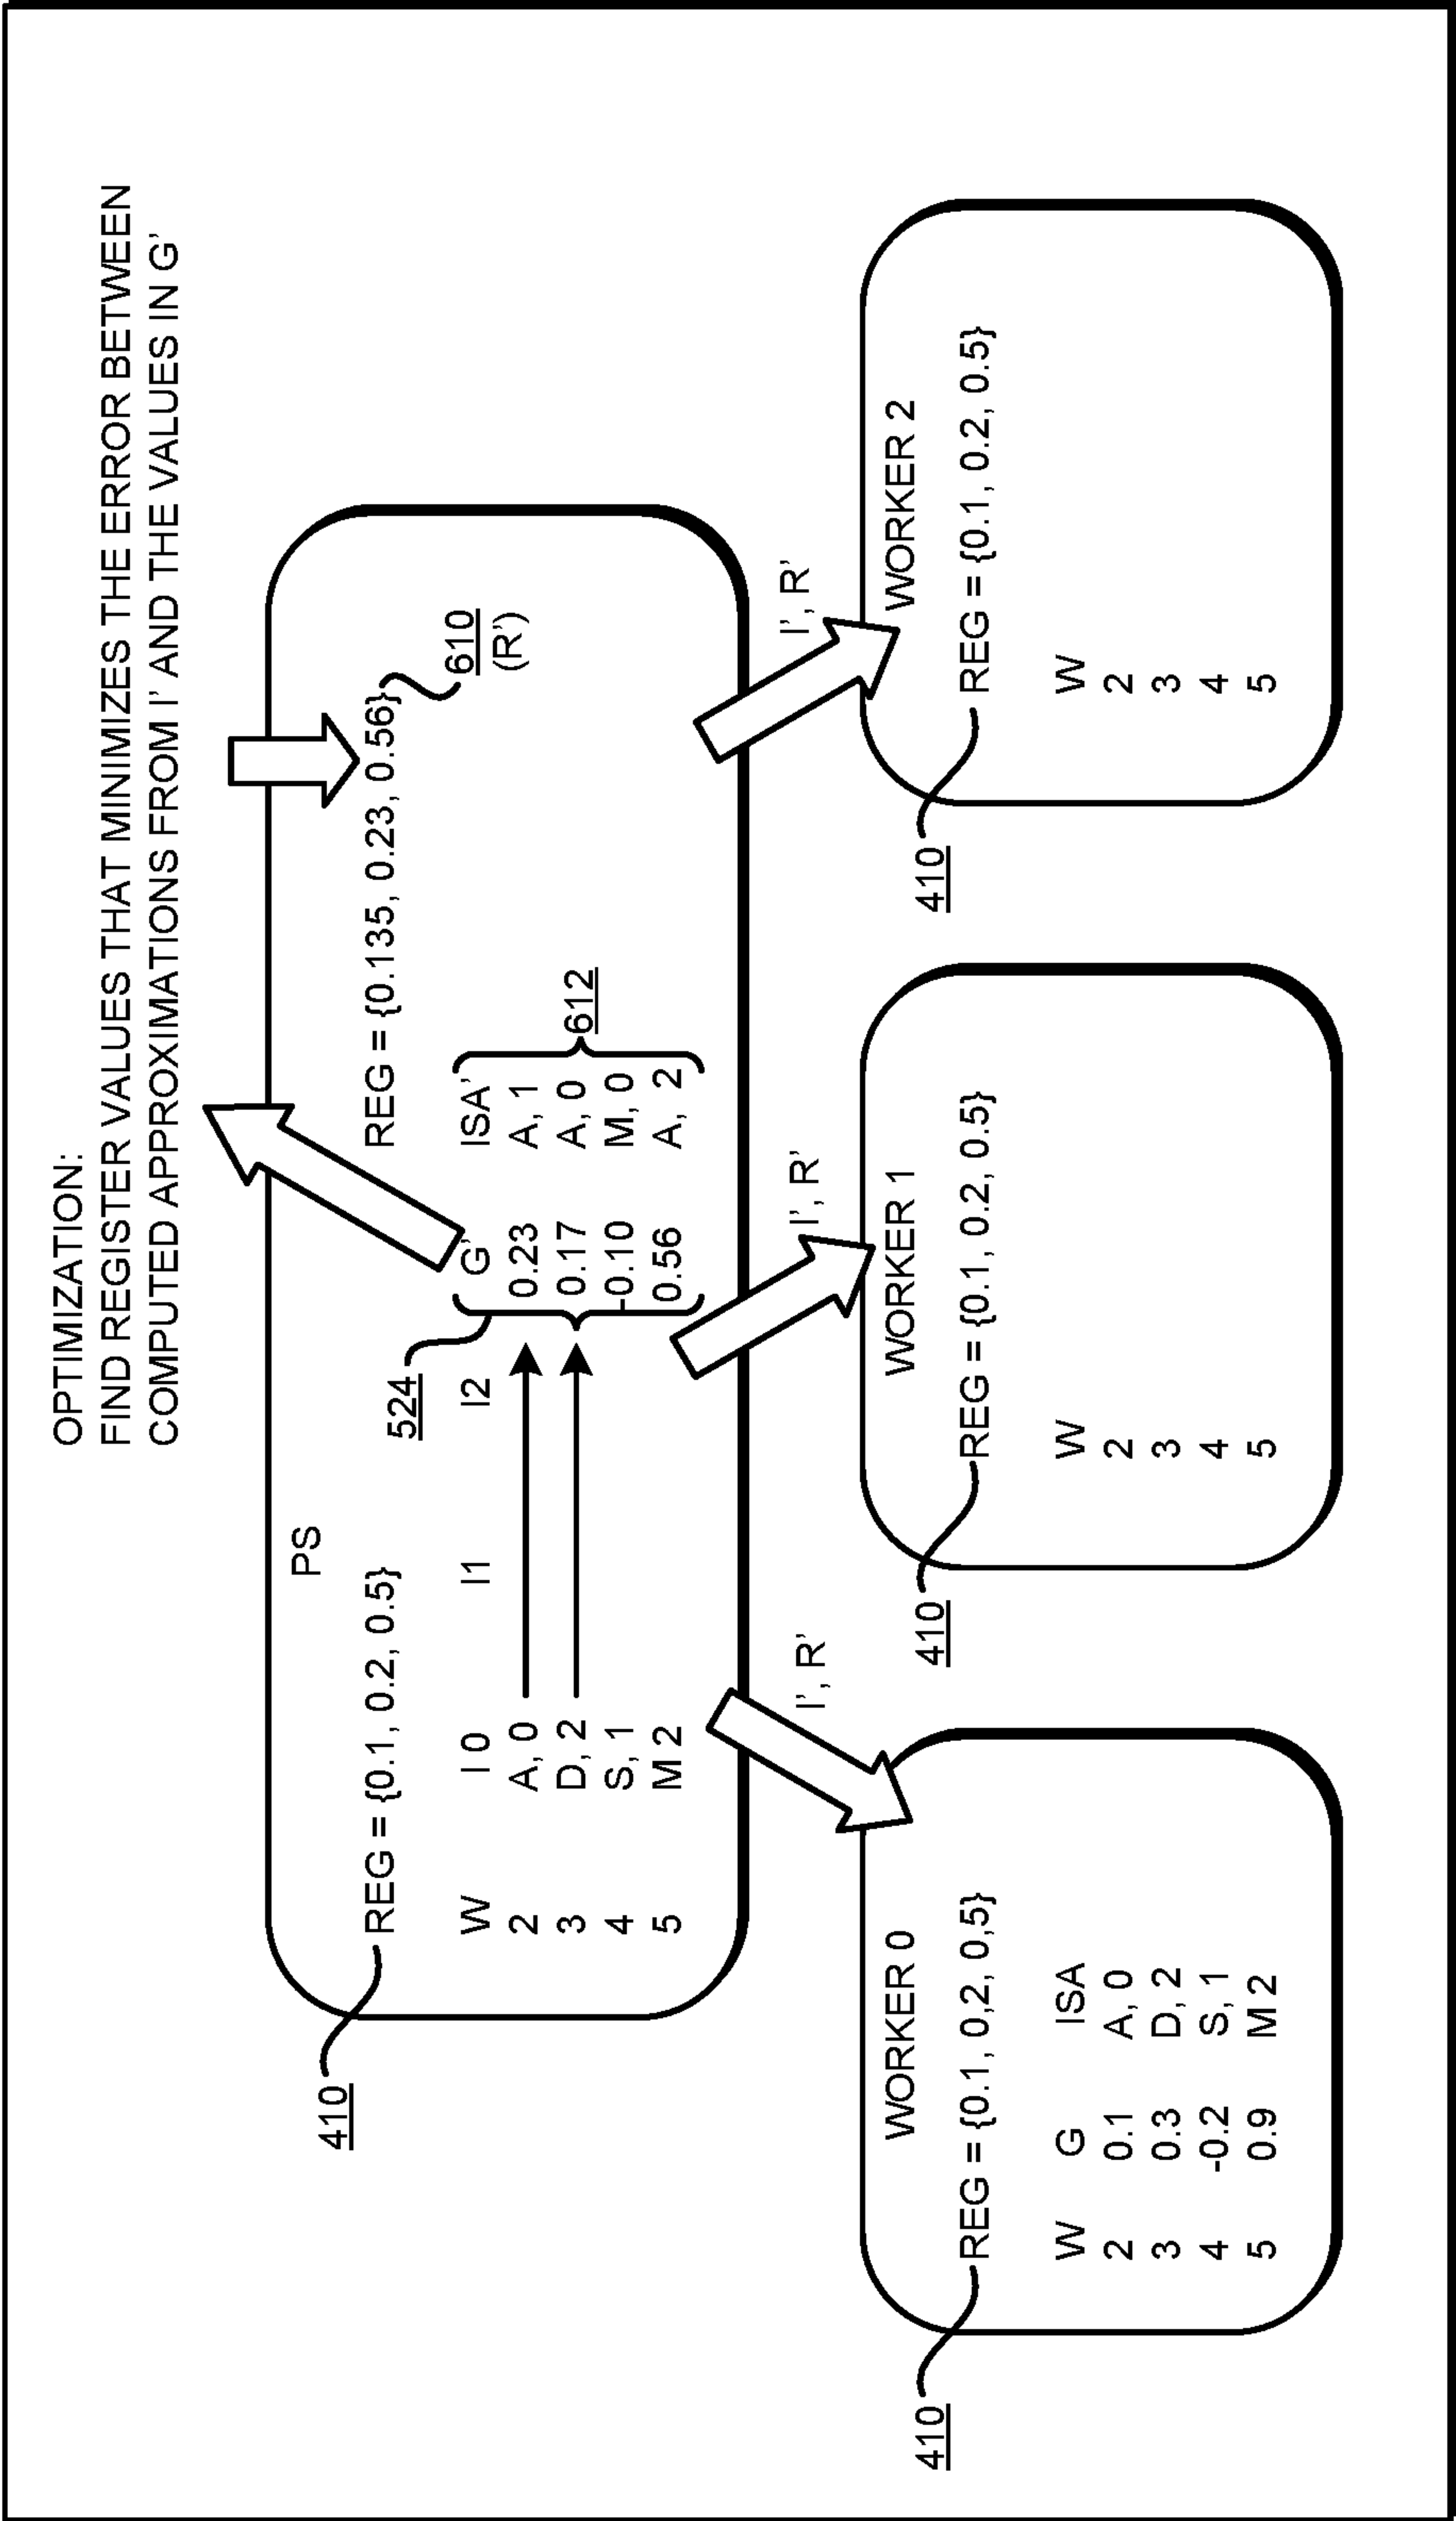 OPTIMIZATION:
FIND REGISTER VALUES THAT MINIMIZES THE ERROR BETWEEN
COMPUTED APPROXIMATIONS FROM I' AND THE VALUES IN G'
PS
410
REG = {0.1, 0.2, 0.5}
REG = {0.135, 0.23, 0.56}
610
(R')
524
W I 0 I1 I2 G' ISA'
2 A, 0 0.23 A, 1
3 D, 2 0.17 A, 0
4 S, 1 -0.10 M, 0
5 M 2 0.56 A, 2
612
I', R'
I', R'
I', R'
410
WORKER 0
REG = {0.1, 0,2, 0,5}
W G ISA
2 0.1 A, 0
3 0.3 D, 2
4 -0.2 S, 1
5 0.9 M 2
410
WORKER 1
REG = {0.1, 0.2, 0.5}
W
2
3
4
5
410
WORKER 2
REG = {0.1, 0.2, 0.5}
W
2
3
4
5